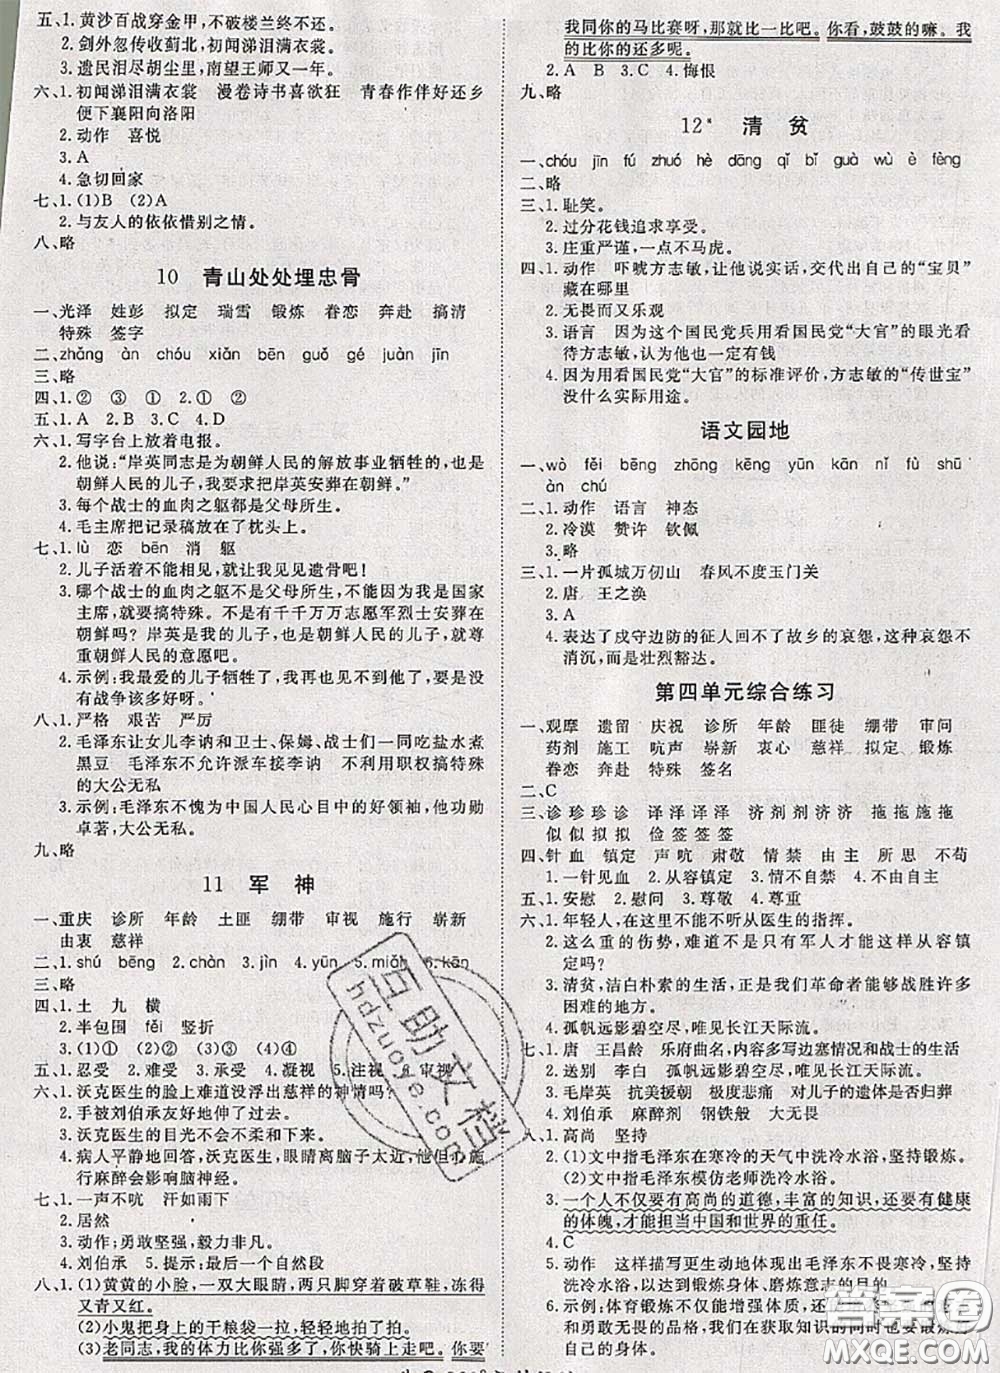 五、1.黄沙百战穿金甲,不破楼兰终不还。
2.剑外忽传收蓟北,初闻涕泪满衣裳。
3.遗民泪尽胡尘里,南望王师又一年。
六、1.初闻涕泪满衣裳 漫卷诗书喜欲狂 青春作伴好还乡
便下襄阳向洛阳
2.动作 喜悦
3.A
4.急切回家
七、1.(1)B (2)A
2.与友人的依依惜别之情。
八、略
10 青山处处埋忠骨
一、光泽 姓彭 拟定 瑞雪 锻炼 眷恋 奔赴 搞清
特殊 签字
二、zhǎng àn chóu xiǎn bēn guǒ gé juàn jīn
三、略
四、1.② ③ ① 2.① ②
五、1.A 2.B 3.C 4.D
六、1.写字台上放着电报。
2.他说:“岸英同志是为朝鲜人民的解放事业牺牲的,也
是朝鲜人民的儿子,我要求把岸英安葬在朝鲜。”
3.每个战士的血肉之躯都是父母所生。
4.毛主席把记录稿放在了枕头上。
七、1.lù 恋 bēn 消 躯
2.儿子活着不能相见,就让我见见遗骨吧!
3.哪个战士的血肉之躯不是父母所生,不能因为我是国家
主席,就要搞特殊。不是有千千万万志愿军烈士安葬在
朝鲜吗?岸英是我的儿子,也是朝鲜人民的儿子,就尊
重朝鲜人民的意愿吧。
4.示例:我最爱的儿子牺牲了,我的心里非常难过,要是没
有战争该多好呀。
八、1.严格 艰苦 严厉
2.毛泽东让女儿李讷和卫士、保姆、战士们一同吃盐水煮
黑豆 毛泽东不允许派车接李讷 不利用职权搞特殊
的大公无私
3.示例:毛泽东不愧为中国人民心目中的好领袖,他功勋
卓著,大公无私。
九、略
11 军神
一、重庆 诊所 年龄 土匪 绷带 审视 施行 崭新
由衷 慈祥
二、1.shú bēng 2.chàn 3.jìn 4.yūn 5.miǎn 6.kān
三、略
四、1.土 九 横
2.半包围 fěi 竖折
3.(1)① (2)① (3)② (4)② (5)②
五、1.忍受 2.难受 3.承受 4.凝视 5.注视 6.审视
六、1.沃克医生的脸上难道没浮出慈祥的神情吗?
2.手被刘伯承友好地伸了过去。
3.沃克医生的目光不会不柔和下来。
4.病人平静地回答,沃克医生,眼睛离脑子太近,我担心施
行麻醉会影响脑神经。
七、1.一声不吭 汗如雨下
2.居然
3.动作;勇敢坚强,毅力非凡。
4.刘伯承 5.提示:最后一个自然段
八、1.(1)黄黄的小脸,一双大眼睛,两只脚穿着破草鞋,冻得
又青又红。
(2)小鬼把身上的干粮袋一拉,轻轻地拍了拍。
(3)老同志,我的体力比你强多了,你快骑上走吧。你要
我同你的马比赛呀,那就比一比吧。你看,鼓鼓的嘛。我
的比你的还多呢。
2.A B 3.C 4.悔恨
九、略
12* 清贫
一、chóu jīn fú zhuó hè dāng qǐ bǐ guà wù è fèng
二、略
三、1.耻笑。
2.过分花钱追求享受。
3.庄重严谨,一点不马虎。
四、1.动作 吓唬方志敏,让他说实话,交代出自己的“宝贝”
藏在哪里
2.无畏而又乐观
3.语言 因为这个国民党兵用看国民党“大官”的眼光看
待方志敏,认为他也一定有钱
4.因为用看国民党“大官”的标准评价,方志敏的“传世宝”
没什么实际用途。
语文园地
一、wò fěi bēng zhōng kēng yūn kān nǐ fù shū
àn chú
二、1.动作 语言 神态
2.冷漠 赞许 钦佩
3.略
三、1.一片孤城万仞山 春风不度玉门关
2.唐 王之涣
3.A
4.表达了戍守边防的征人回不了故乡的哀怨,这种哀怨不
消沉,而是壮烈豁达。
第四单元综合练习
一、观摩 遗留 庆祝 诊所 年龄 匪徒 绷带 审问
药剂 施工 吭声 崭新 衷心 慈祥 拟定 锻炼
眷恋 奔赴 特殊 签名
二、C
三、诊珍珍诊 译泽译泽 济剂剂济济 拖拖施拖
似似拟拟 俭签签签
四、针血 镇定 声吭 肃敬 情禁 由主 所思 不苟
1.一针见血 2.从容镇定 3.一声不吭
五、1.安慰 2.慰问 3.尊敬 4.尊重
六、1.年轻人,在这里不能不听从医生的指挥。
2.这么重的伤势,难道不是只有军人才能这样从容镇
定吗?
3.清贫,洁白朴素的生活,正是我们革命者能够战胜许多
困难的地方。
4.孤帆远影碧空尽,唯见长江天际流。
七、1.唐 王昌龄 乐府曲名,内容多写边塞情况和战士的生活
2.送别 李白 孤帆远影碧空尽,唯见长江天际流。
3.毛岸英 抗美援朝 极度悲痛 对儿子的遗体是否归葬
4.刘伯承 麻醉剂 钢铁般 大无畏
八、1.高尚 坚持
2.(1)文中指毛泽东在寒冷的天气中洗冷水浴,坚持锻炼。
(2)文中指毛泽东模仿老师洗冷水浴。
3.一个人不仅要有高尚的道德,丰富的知识,还要有健康
的体魄,才能担当中国和世界的重任。
4.C
5.动作 这样描写更生动地体现出毛泽东不畏寒冷,坚持
洗冷水浴,以达到锻炼身体、磨炼意志的目的。
自己的身体。
互助文档
hdzuoye.com
答案圈